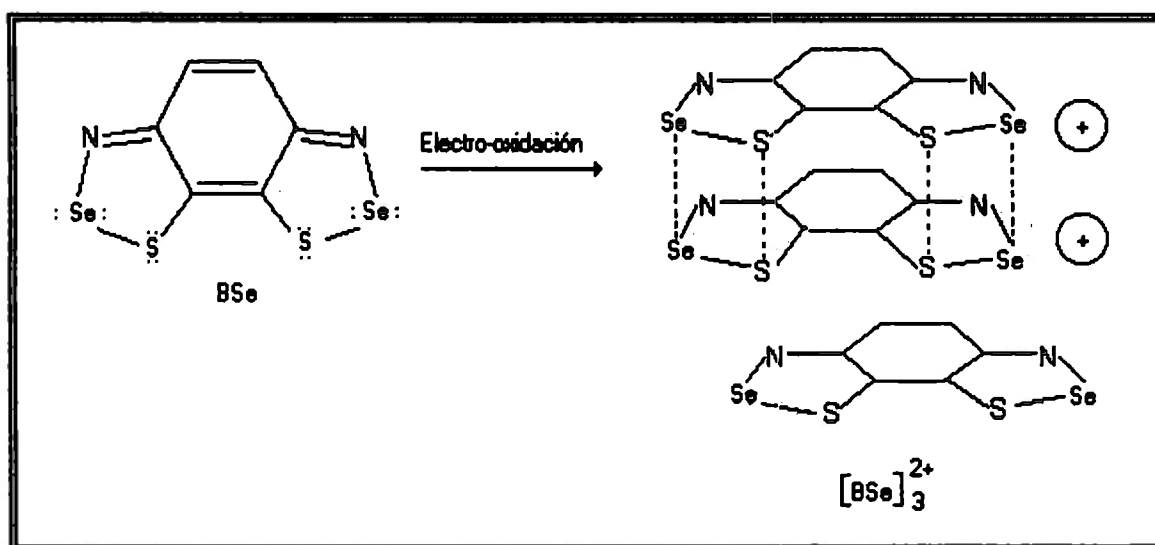 N N
: Se : : Se :
S S
BSe
Electro-oxidación
N N
Se S S Se +
N N
Se S S Se +
N N
Se S S Se
[BSe]3 2+